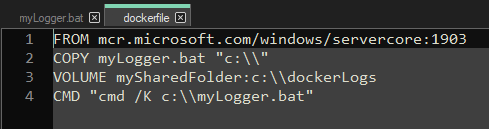 myLogger.bat dockerfile
1 FROM mcr.microsoft.com/windows/servercore:1903
2 COPY myLogger.bat "c:\\"
3 VOLUME mySharedFolder:c:\\dockerLogs
4 CMD "cmd /K c:\\myLogger.bat"